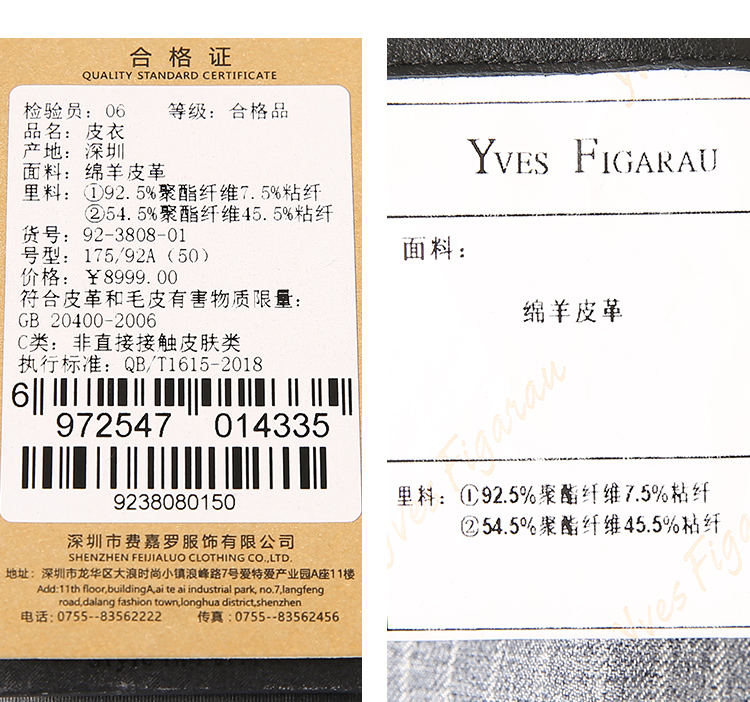 合格证
QUALITY STANDARD CERTIFICATE
检验员：06 等级：合格品
品名：皮衣
产地：深圳
面料：绵羊皮革
里料：①92.5%聚酯纤维7.5%粘纤
②54.5%聚酯纤维45.5%粘纤
货号：92-3808-01
号型：175/92A（50）
价格：￥8999.00
符合皮革和毛皮有害物质限量：
GB 20400-2006
C类：非直接接触皮肤类
执行标准：QB/T1615-2018
6 972547 014335
9238080150
深圳市费嘉罗服饰有限公司
SHENZHEN FEIJIALUO CLOTHING CO.,LTD.
地址：深圳市龙华区大浪时尚小镇浪峰路7号爱特爱产业园A座11楼
Add:11th floor,buildingA,ai te ai industrial park, no.7,langfeng
road,dalang fashion town,longhua district,shenzhen
电话：0755--83562222 传真：0755--83562456
YVES FIGARAU
面料：
绵羊皮革
Yves Figarau
里料：①92.5%聚酯纤维7.5%粘纤
②54.5%聚酯纤维45.5%粘纤
Yves Figarau